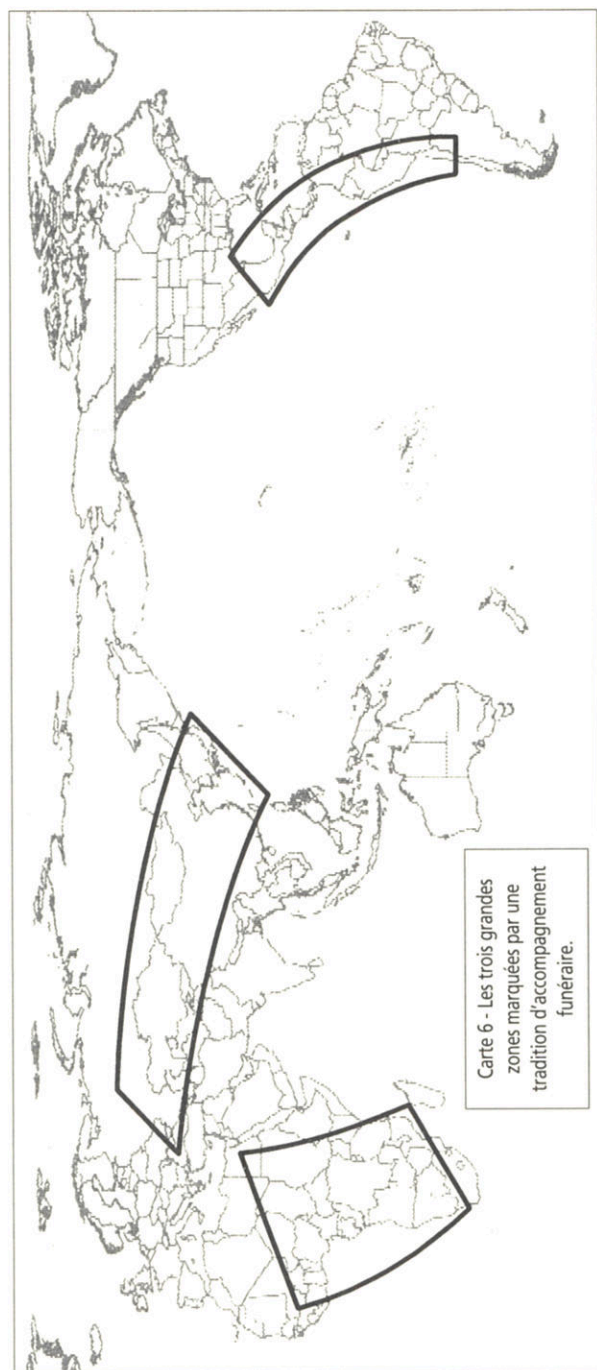 Carte 6 - Les trois grandes
zones marquées par une
tradition d'accompagnement
funéraire.